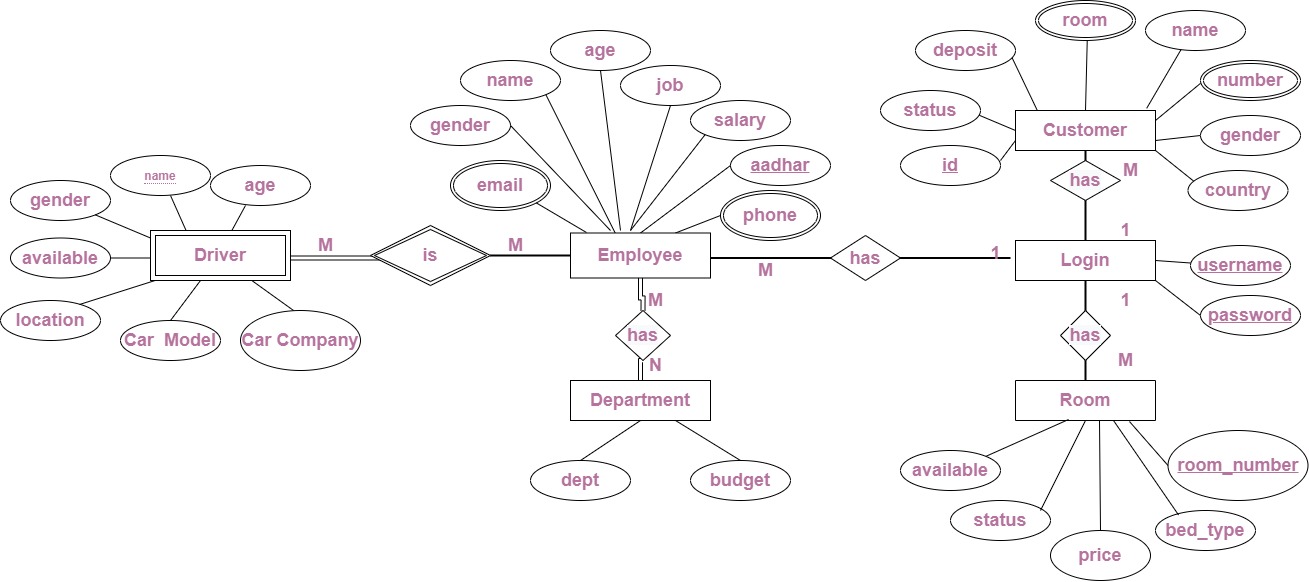 room
name
deposit
age
number
name
job
status
Customer
salary
gender
gender
id
aadhar
name
has
M
email
age
country
gender
phone
1
M
M
Driver
is
Employee
has
1
Login
username
available
M
M
1
password
location
has
has
Car Model
Car Company
N
M
Department
Room
available
room_number
dept
budget
status
bed_type
price